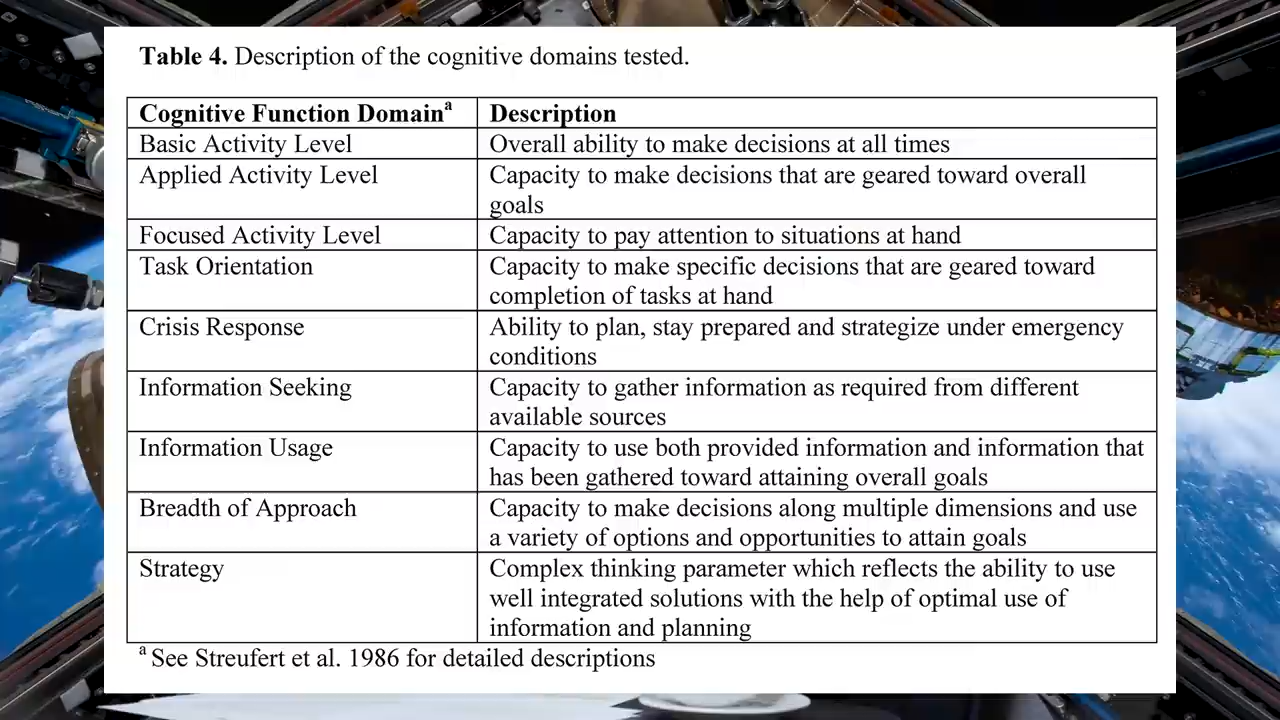 Table 4. Description of the cognitive domains tested.
Cognitive Function Domainᵃ Description
Basic Activity Level Overall ability to make decisions at all times
Applied Activity Level Capacity to make decisions that are geared toward overall
goals
Focused Activity Level Capacity to pay attention to situations at hand
Task Orientation Capacity to make specific decisions that are geared toward
completion of tasks at hand
Crisis Response Ability to plan, stay prepared and strategize under emergency
conditions
Information Seeking Capacity to gather information as required from different
available sources
Information Usage Capacity to use both provided information and information that
has been gathered toward attaining overall goals
Breadth of Approach Capacity to make decisions along multiple dimensions and use
a variety of options and opportunities to attain goals
Strategy Complex thinking parameter which reflects the ability to use
well integrated solutions with the help of optimal use of
information and planning
ᵃ See Streufert et al. 1986 for detailed descriptions